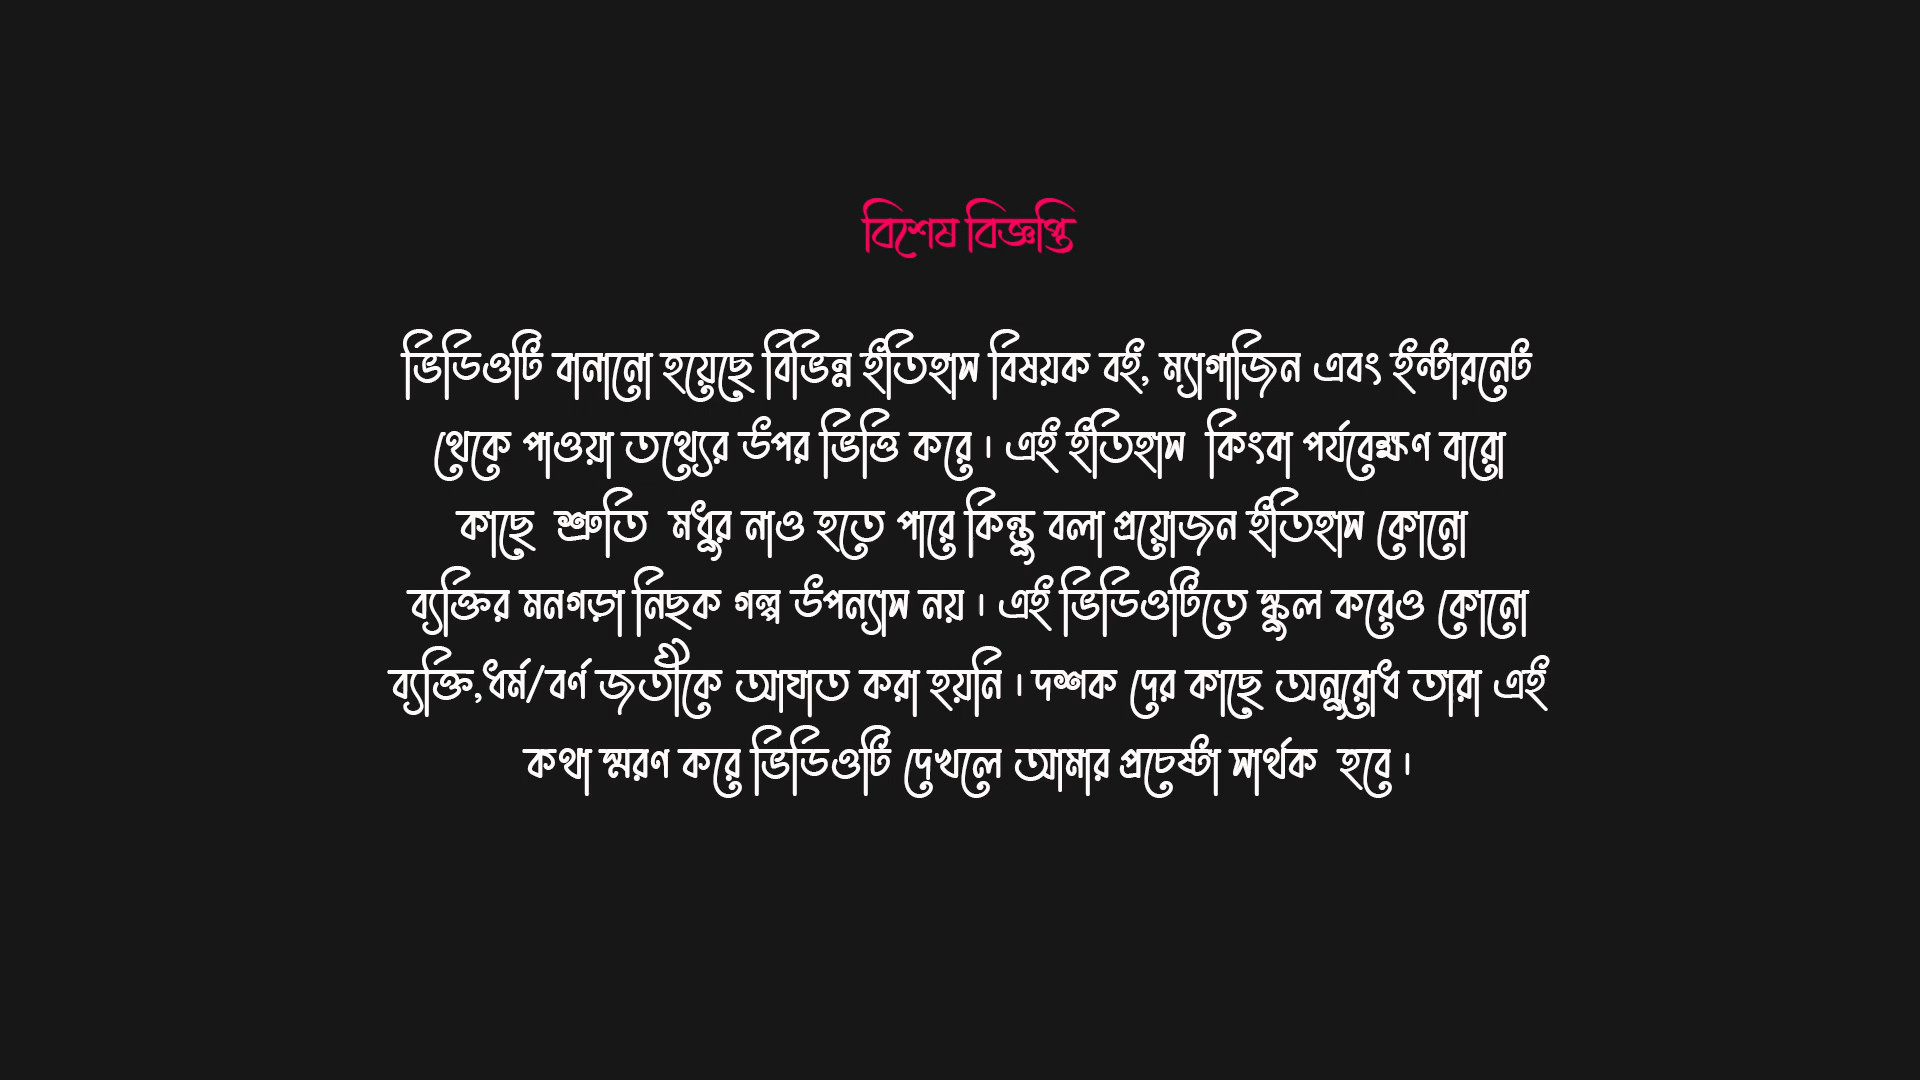 বিশেষ বিজ্ঞপ্তি
ভিডিওটি বানানো হয়েছে বিভিন্ন ইতিহাস বিষয়ক বই, ম্যাগাজিন এবং ইন্টারনেট
থেকে পাওয়া তথ্যের উপর ভিত্তি করে। এই ইতিহাস কিংবা পর্যবেক্ষণ বারো
কাছে শ্রুতি মধুর নাও হতে পারে কিন্তু বলা প্রয়োজন ইতিহাস কোনো
ব্যক্তির মনগড়া নিছক গল্প উপন্যাস নয়। এই ভিডিওটিতে স্কুল করেও কোনো
ব্যক্তি,ধর্ম/বর্ণ জতীকে আঘাত করা হয়নি। দশক দের কাছে অনুরোধ তারা এই
কথা স্মরণ করে ভিডিওটি দেখলে আমার প্রচেষ্টা সার্থক হবে।